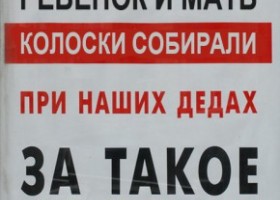 РЕБЕНОК И МАТЬ
КОЛОСКИ СОБИРАЛИ
ПРИ НАШИХ ДЕДАХ
ЗА ТАКОЕ